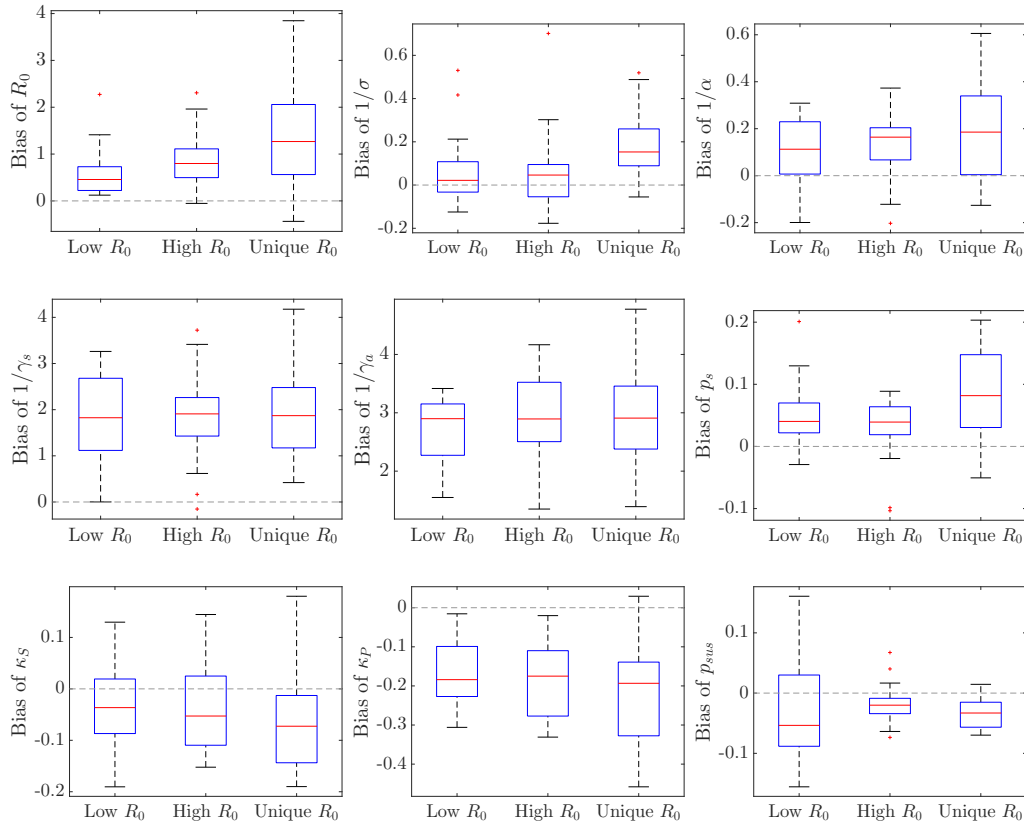 Bias of R0
4
3
2
1
0
Low R0 High R0 Unique R0
Bias of 1/σ
0.6
0.4
0.2
0
-0.2
Low R0 High R0 Unique R0
Bias of 1/α
0.6
0.4
0.2
0
-0.2
Low R0 High R0 Unique R0
Bias of 1/γs
4
3
2
1
0
Low R0 High R0 Unique R0
Bias of 1/γa
4
3
2
Low R0 High R0 Unique R0
Bias of ps
0.2
0.1
0
-0.1
Low R0 High R0 Unique R0
Bias of κS
0.1
0
-0.1
-0.2
Low R0 High R0 Unique R0
Bias of κP
0
-0.1
-0.2
-0.3
-0.4
Low R0 High R0 Unique R0
Bias of psus
0.1
0
-0.1
Low R0 High R0 Unique R0